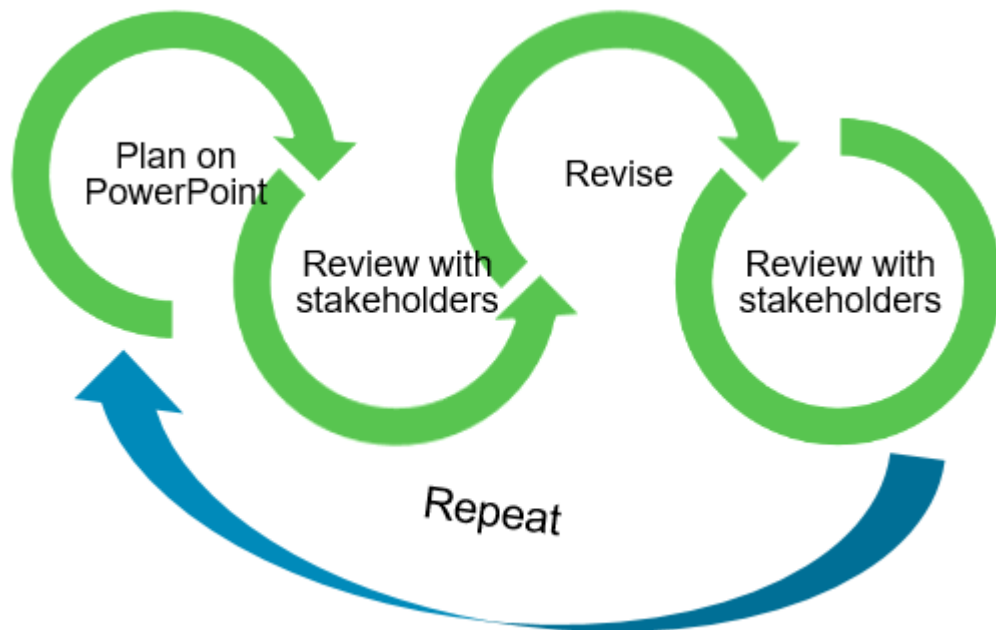 Plan on
PowerPoint
Review with
stakeholders
Revise
Review with
stakeholders
Repeat